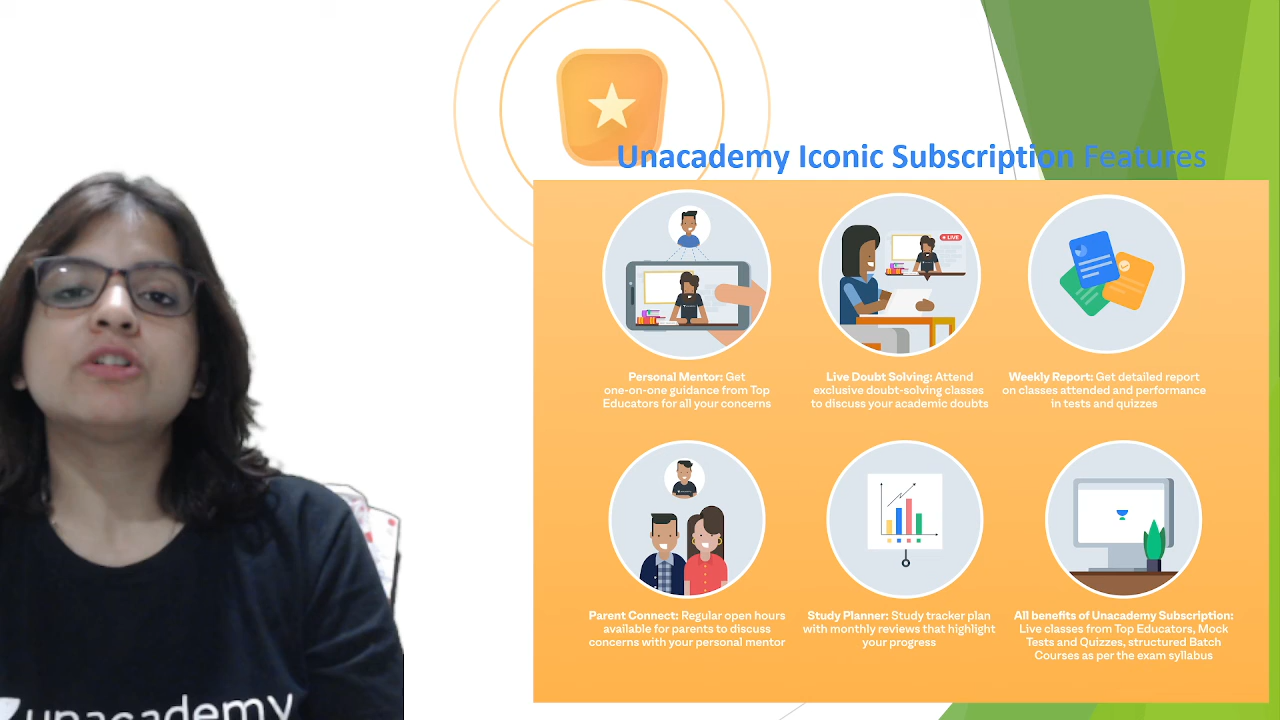 Unacademy Iconic Subscription Features
LIVE
Personal Mentor: Get
one-on-one guidance from Top
Educators for all your concerns
Live Doubt Solving: Attend
exclusive doubt-solving classes
to discuss your academic doubts
Weekly Report: Get detailed report
on classes attended and performance
in tests and quizzes
Parent Connect: Regular open hours
available for parents to discuss
concerns with your personal mentor
Study Planner: Study tracker plan
with monthly reviews that highlight
your progress
All benefits of Unacademy Subscription:
Live classes from Top Educators, Mock
Tests and Quizzes, structured Batch
Courses as per the exam syllabus
unacademy